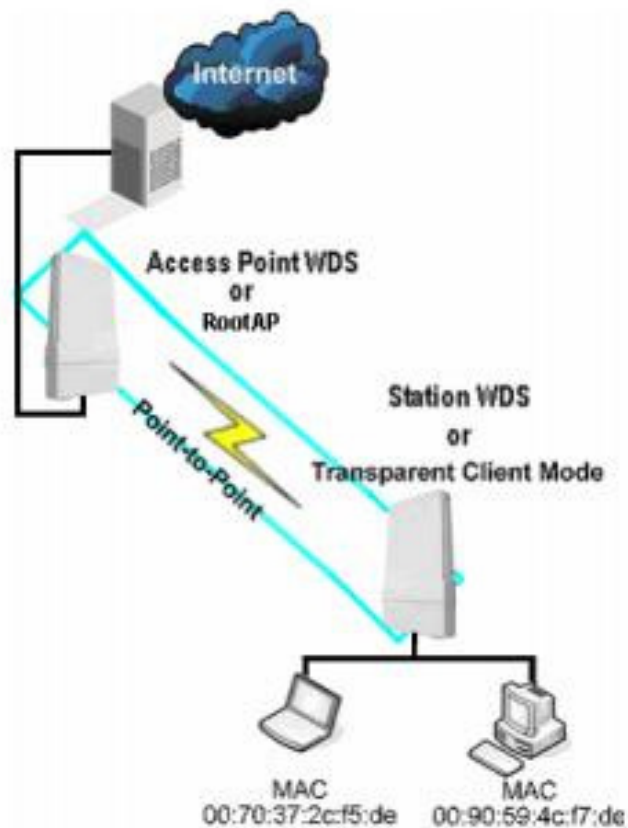 Internet
Access Point WDS
or
RootAP
Station WDS
or
Transparent Client Mode
Point-to-Point
MAC
00:70:37:2c:f5:de
MAC
00:90:59:4c:f7:de